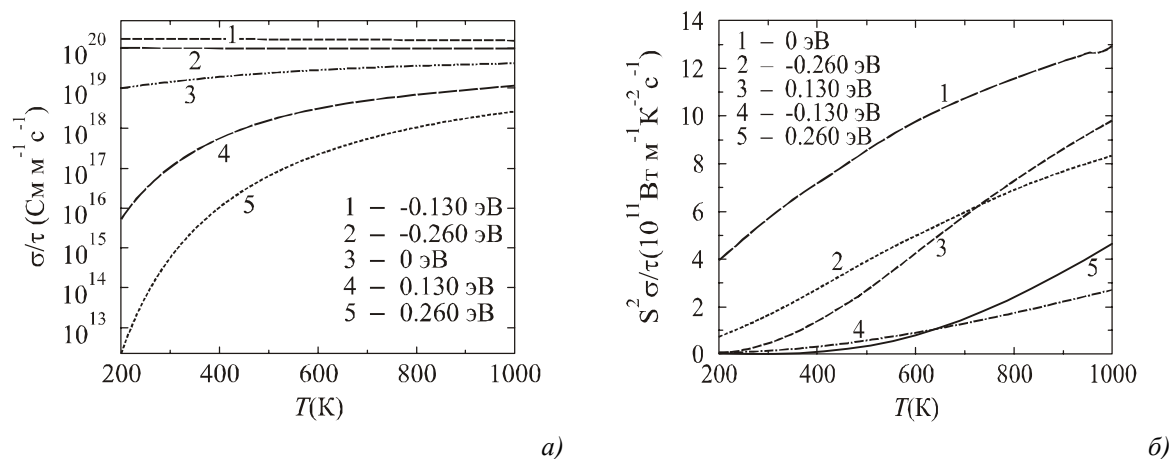 σ/τ (См м⁻¹ с⁻¹)
10²⁰
10¹⁹
10¹⁸
10¹⁷
10¹⁶
10¹⁵
10¹⁴
10¹³
1
2
3
4
5
1 – -0.130 эВ
2 – -0.260 эВ
3 – 0 эВ
4 – 0.130 эВ
5 – 0.260 эВ
200 400 600 800 1000
T(К)
а)
S² σ/τ(10¹¹ Вт м⁻¹К⁻² с⁻¹)
14
12
10
8
6
4
2
0
1 – 0 эВ
2 – -0.260 эВ
3 – 0.130 эВ
4 – -0.130 эВ
5 – 0.260 эВ
1
2
3
4
5
200 400 600 800 1000
T(К)
б)